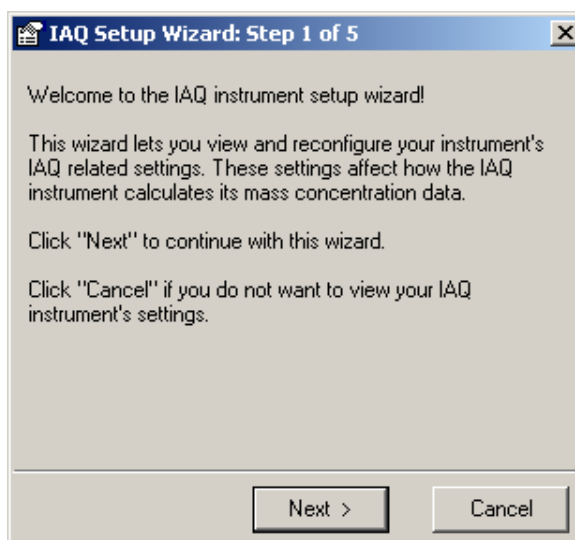 IAQ Setup Wizard: Step 1 of 5
Welcome to the IAQ instrument setup wizard!
This wizard lets you view and reconfigure your instrument's
IAQ related settings. These settings affect how the IAQ
instrument calculates its mass concentration data.
Click "Next" to continue with this wizard.
Click "Cancel" if you do not want to view your IAQ
instrument's settings.
Next >
Cancel